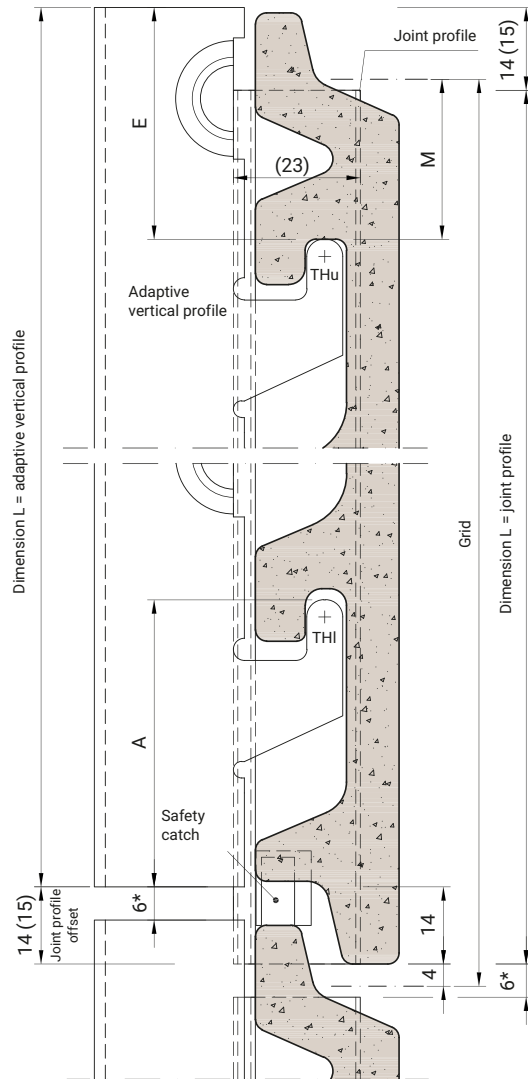 14 (15)
Joint profile
E
M
(23)
THu
Adaptive
vertical profile
Dimension L = adaptive vertical profile
Grid
Dimension L = joint profile
THl
A
Safety
catch
14 (15)
Joint profile
offset
6*
14
4
6*